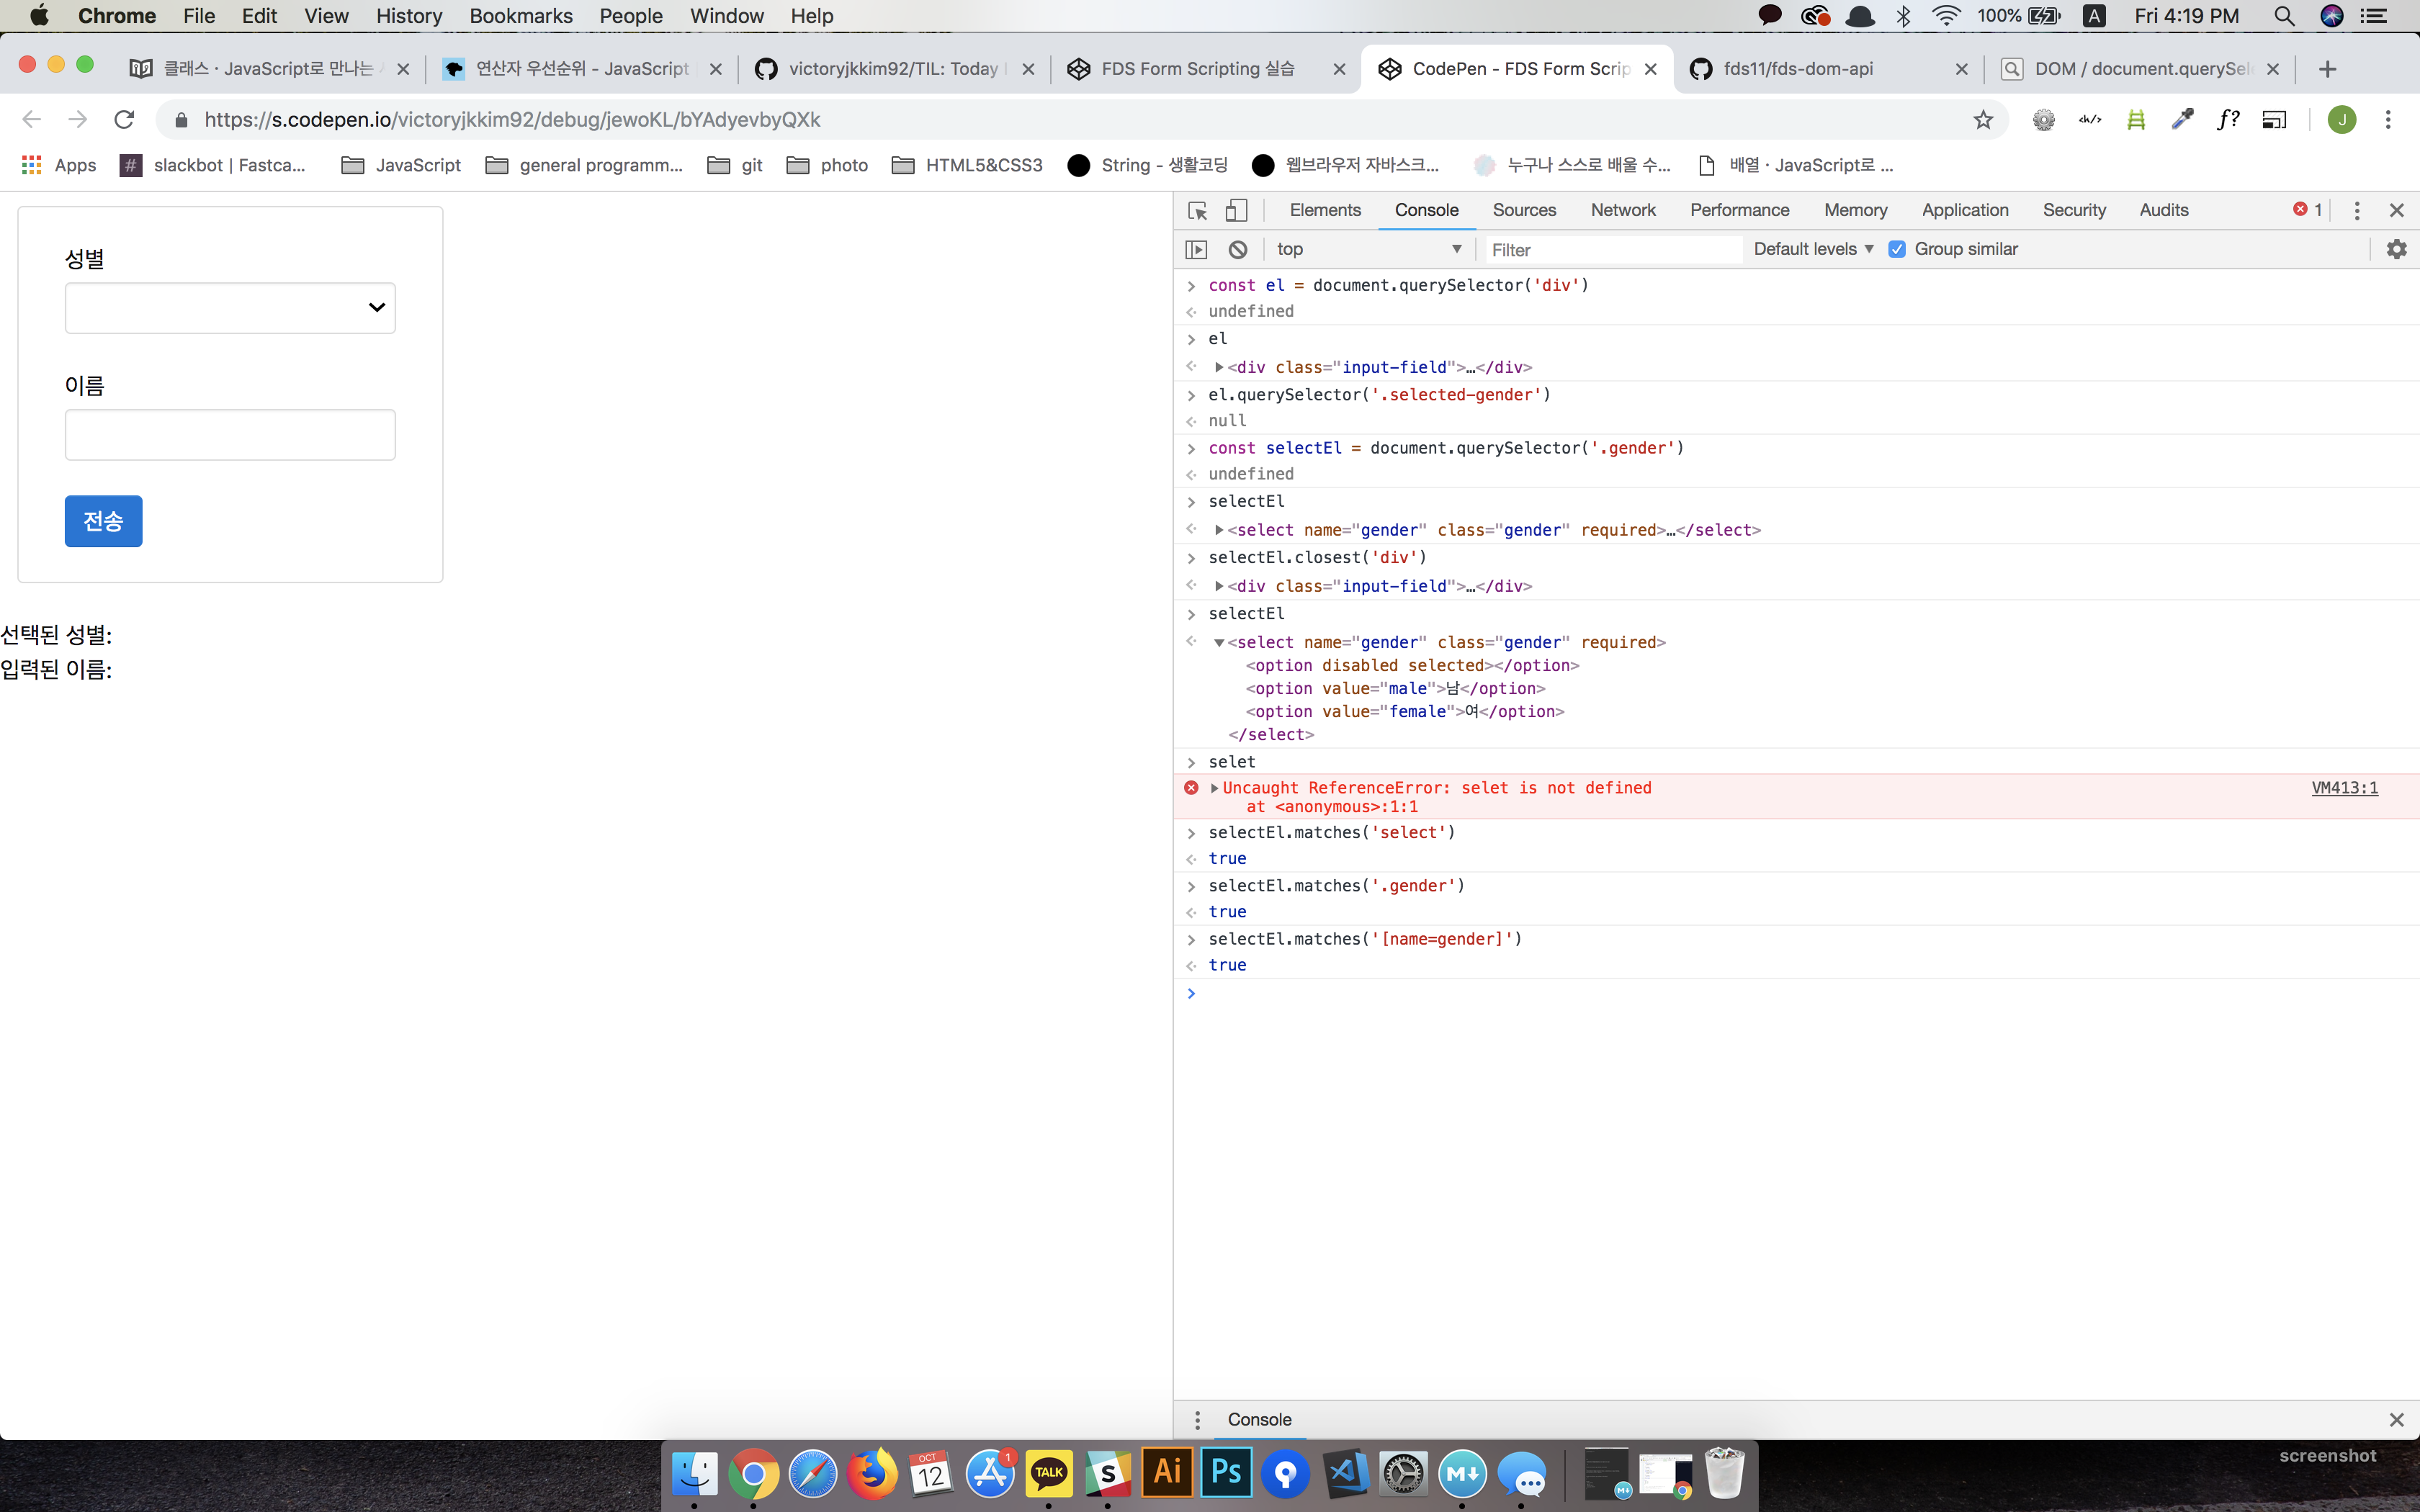 Chrome File Edit View History Bookmarks People Window Help 100% A Fri 4:19 PM
클래스 · JavaScript로 만나는 연산자 우선순위 - JavaScript victoryjkkim92/TIL: Today FDS Form Scripting 실습 CodePen - FDS Form Scrip fds11/fds-dom-api DOM / document.querySel
https://s.codepen.io/victoryjkkim92/debug/jewoKL/bYAdyevbyQXk </> f? J
Apps # slackbot | Fastca... JavaScript general programm... git photo HTML5&CSS3 String - 생활코딩 웹브라우저 자바스크... 누구나 스스로 배울 수... 배열 · JavaScript로 ...
성별
이름
전송
선택된 성별:
입력된 이름:
Elements Console Sources Network Performance Memory Application Security Audits 1
top Filter Default levels Group similar
const el = document.querySelector('div')
undefined
el
<div class="input-field">…</div>
el.querySelector('.selected-gender')
null
const selectEl = document.querySelector('.gender')
undefined
selectEl
<select name="gender" class="gender" required>…</select>
selectEl.closest('div')
<div class="input-field">…</div>
selectEl
<select name="gender" class="gender" required>
<option disabled selected></option>
<option value="male">남</option>
<option value="female">여</option>
</select>
selet
Uncaught ReferenceError: selet is not defined VM413:1
at <anonymous>:1:1
selectEl.matches('select')
true
selectEl.matches('.gender')
true
selectEl.matches('[name=gender]')
true
Console
OCT 12 1 TALK S Ai Ps M
screenshot